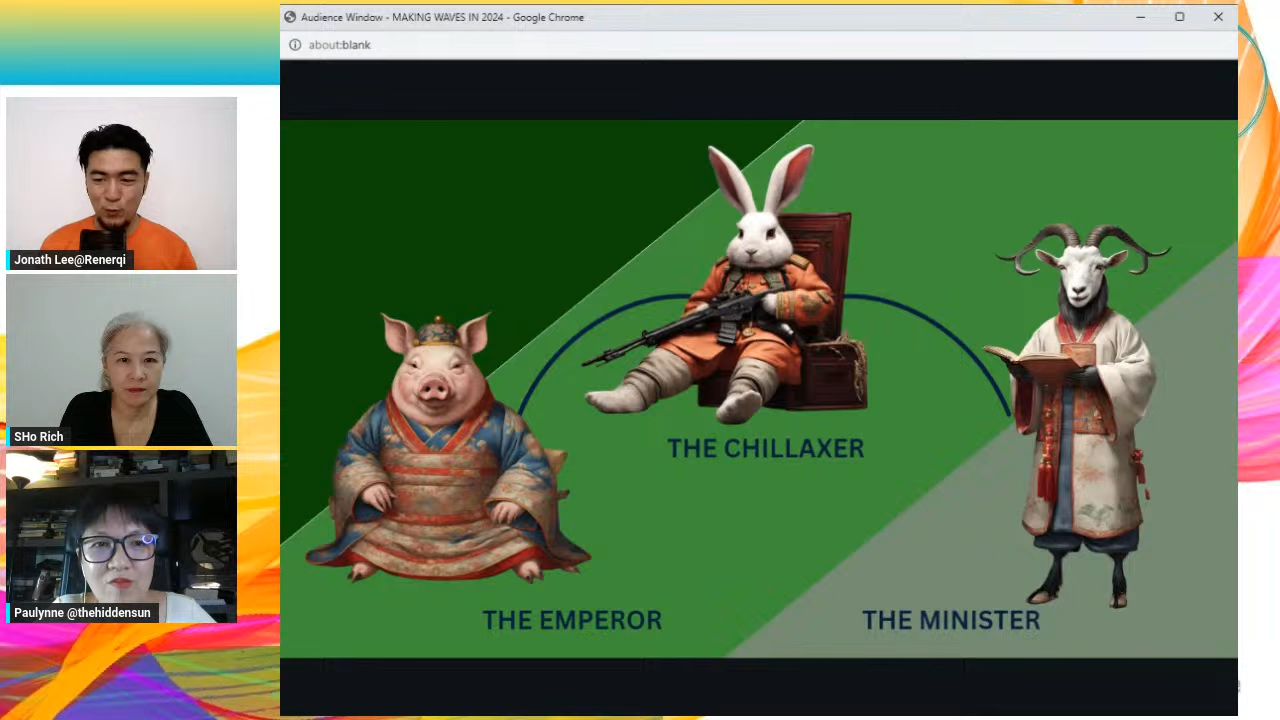 Audience Window - MAKING WAVES IN 2024 - Google Chrome
about:blank
Jonath Lee@Renerqi
SHo Rich
Paulynne @thehiddensun
THE CHILLAXER
THE EMPEROR
THE MINISTER